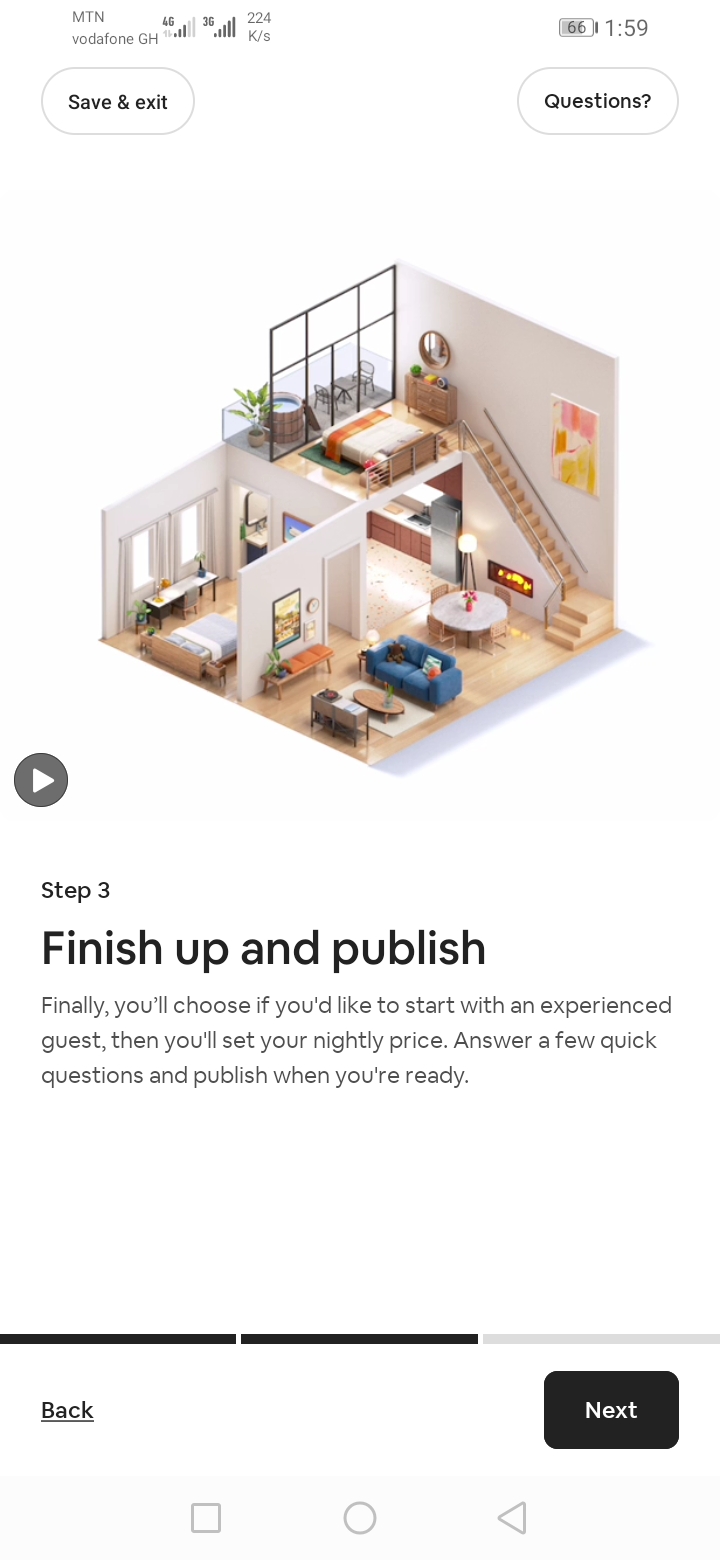 MTN
vodafone GH
4G
3G
224
K/s
66
1:59
Save & exit
Questions?
Step 3
Finish up and publish
Finally, you’ll choose if you'd like to start with an experienced
guest, then you'll set your nightly price. Answer a few quick
questions and publish when you're ready.
Back
Next